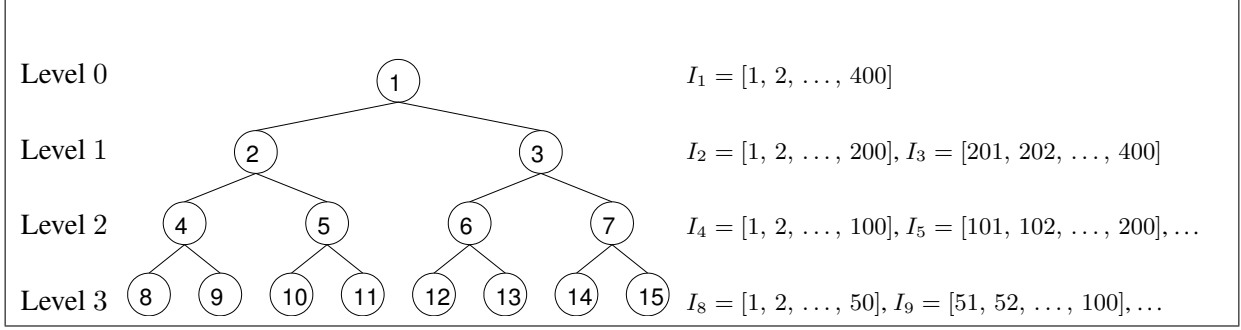 Level 0 1 I₁ = [1, 2, …, 400]
Level 1 2 3 I₂ = [1, 2, …, 200], I₃ = [201, 202, …, 400]
Level 2 4 5 6 7 I₄ = [1, 2, …, 100], I₅ = [101, 102, …, 200], …
Level 3 8 9 10 11 12 13 14 15 I₈ = [1, 2, …, 50], I₉ = [51, 52, …, 100], …